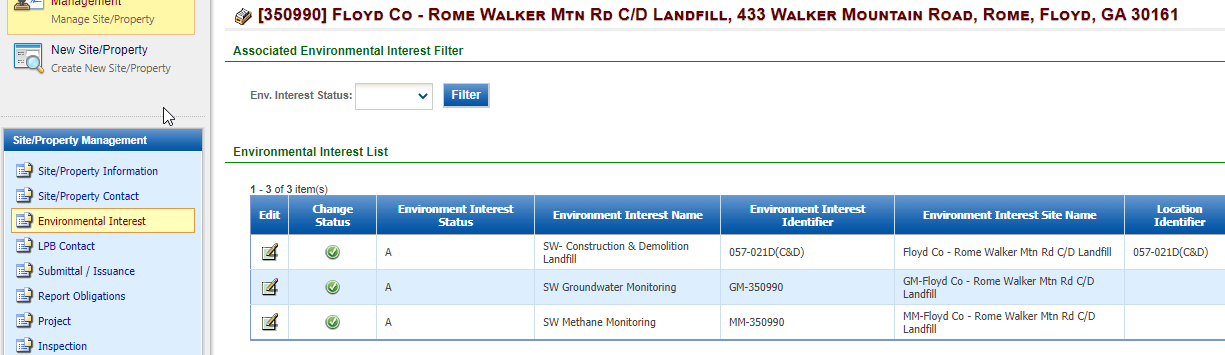 Management
Manage Site/Property
New Site/Property
Create New Site/Property
Site/Property Management
Site/Property Information
Site/Property Contact
Environmental Interest
LPB Contact
Submittal / Issuance
Report Obligations
Project
Inspection
[350990] Floyd Co - Rome Walker Mtn Rd C/D Landfill, 433 Walker Mountain Road, Rome, Floyd, GA 30161
Associated Environmental Interest Filter
Env. Interest Status:
Filter
Environmental Interest List
1 - 3 of 3 item(s)
Edit
Change
Status
Environment Interest
Status
Environment Interest Name
Environment Interest
Identifier
Environment Interest Site Name
Location
Identifier
A
SW- Construction & Demolition
Landfill
057-021D(C&D)
Floyd Co - Rome Walker Mtn Rd C/D Landfill
057-021D(C&D)
A
SW Groundwater Monitoring
GM-350990
GM-Floyd Co - Rome Walker Mtn Rd C/D
Landfill
A
SW Methane Monitoring
MM-350990
MM-Floyd Co - Rome Walker Mtn Rd C/D
Landfill